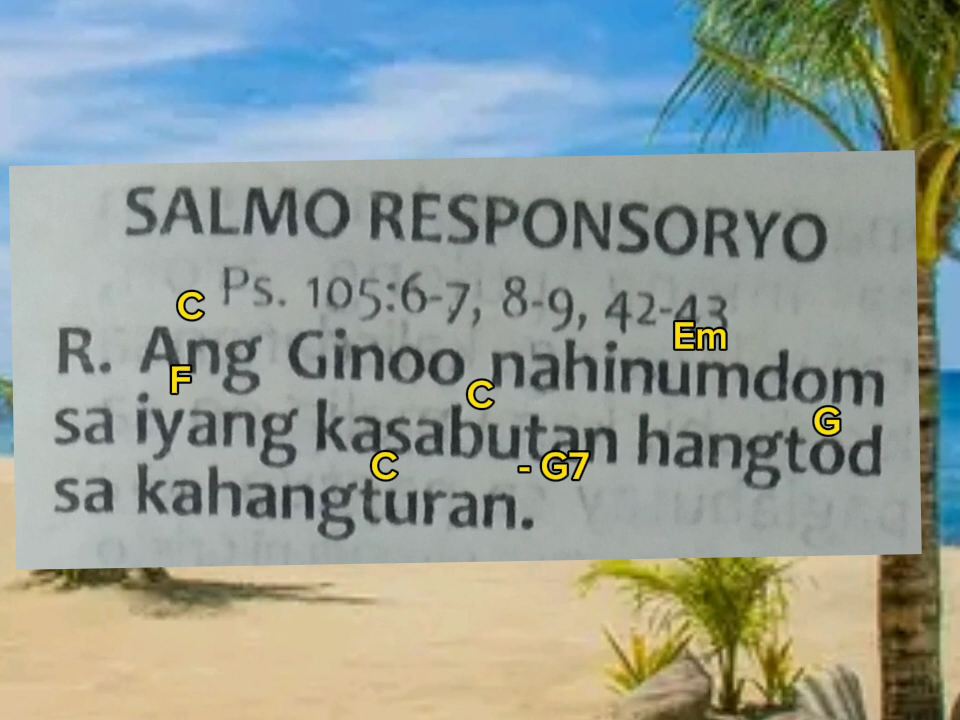 SALMO RESPONSORYO
Ps. 105:6-7, 8-9, 42-43
C Em
R. Ang Ginoo nahinumdom
F C G
sa iyang kasabutan hangtod
C - G7
sa kahangturan.